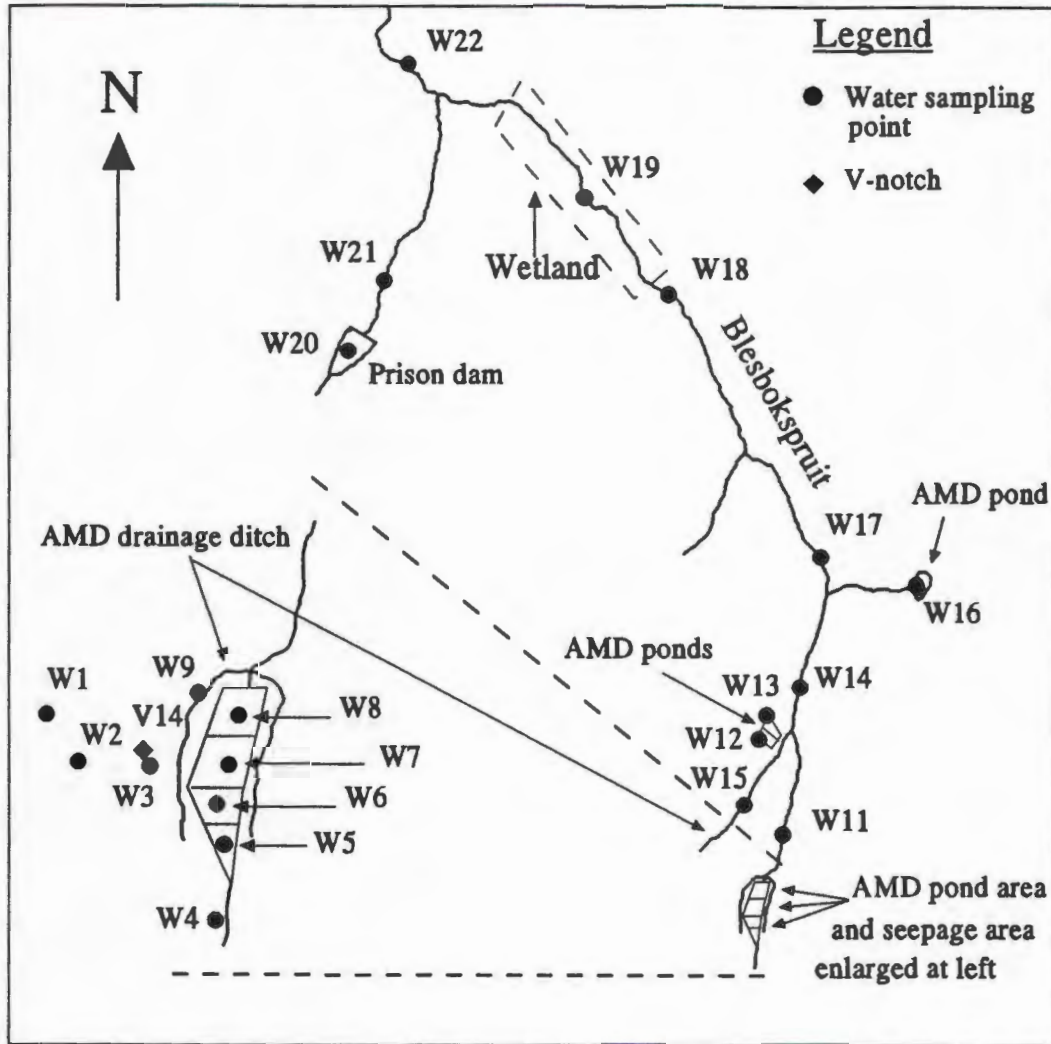 W22
Legend
N
Water sampling
point
W19
V-notch
W21
Wetland
W18
W20
Prison dam
Blesbokspruit
AMD pond
AMD drainage ditch
W17
W16
AMD ponds
W9
W1
W13
W14
V14
W8
W2
W12
W7
W15
W3
W6
W11
W5
AMD pond area
W4
and seepage area
enlarged at left